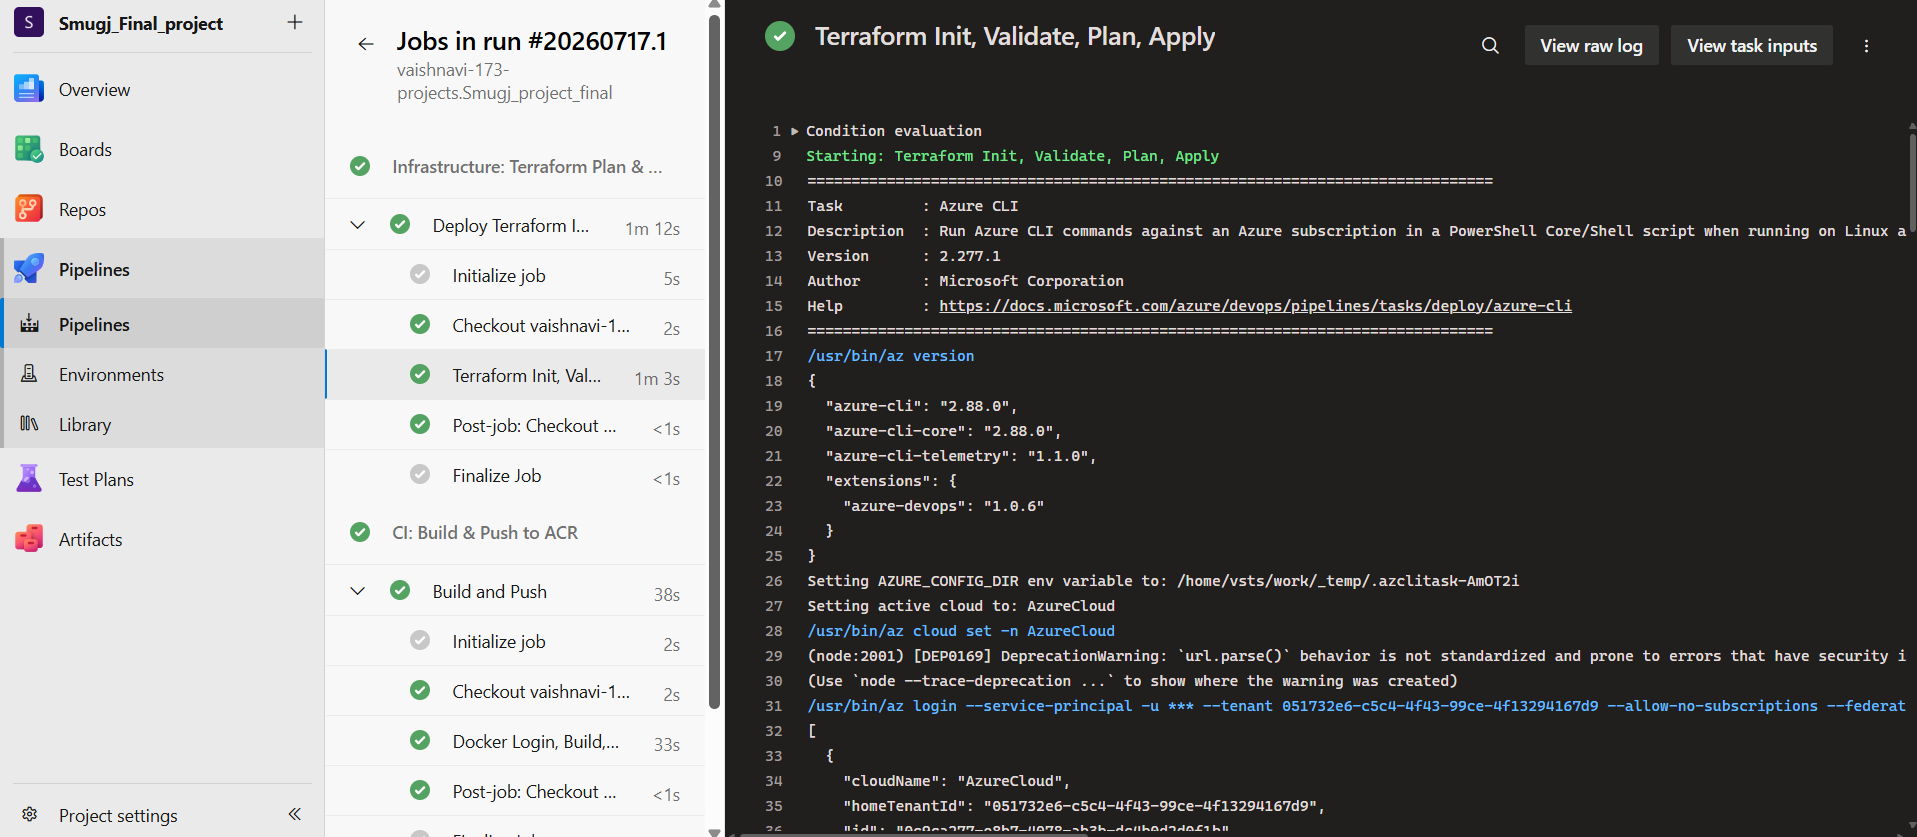 S
Smugj_Final_project
Overview
Boards
Repos
Pipelines
Pipelines
Environments
Library
Test Plans
Artifacts
Project settings
Jobs in run #20260717.1
vaishnavi-173-
projects.Smugj_project_final
Infrastructure: Terraform Plan & ...
Deploy Terraform I... 1m 12s
Initialize job 5s
Checkout vaishnavi-1... 2s
Terraform Init, Val... 1m 3s
Post-job: Checkout ... <1s
Finalize Job <1s
CI: Build & Push to ACR
Build and Push 38s
Initialize job 2s
Checkout vaishnavi-1... 2s
Docker Login, Build,... 33s
Post-job: Checkout ... <1s
Terraform Init, Validate, Plan, Apply
View raw log
View task inputs
1 Condition evaluation
9 Starting: Terraform Init, Validate, Plan, Apply
10 ==============================================================================
11 Task : Azure CLI
12 Description : Run Azure CLI commands against an Azure subscription in a PowerShell Core/Shell script when running on Linux a
13 Version : 2.277.1
14 Author : Microsoft Corporation
15 Help : https://docs.microsoft.com/azure/devops/pipelines/tasks/deploy/azure-cli
16 ==============================================================================
17 /usr/bin/az version
18 {
19 "azure-cli": "2.88.0",
20 "azure-cli-core": "2.88.0",
21 "azure-cli-telemetry": "1.1.0",
22 "extensions": {
23 "azure-devops": "1.0.6"
24 }
25 }
26 Setting AZURE_CONFIG_DIR env variable to: /home/vsts/work/_temp/.azclitask-AmOT2i
27 Setting active cloud to: AzureCloud
28 /usr/bin/az cloud set -n AzureCloud
29 (node:2001) [DEP0169] DeprecationWarning: `url.parse()` behavior is not standardized and prone to errors that have security i
30 (Use `node --trace-deprecation ...` to show where the warning was created)
31 /usr/bin/az login --service-principal -u *** --tenant 051732e6-c5c4-4f43-99ce-4f13294167d9 --allow-no-subscriptions --federat
32 [
33 {
34 "cloudName": "AzureCloud",
35 "homeTenantId": "051732e6-c5c4-4f43-99ce-4f13294167d9",